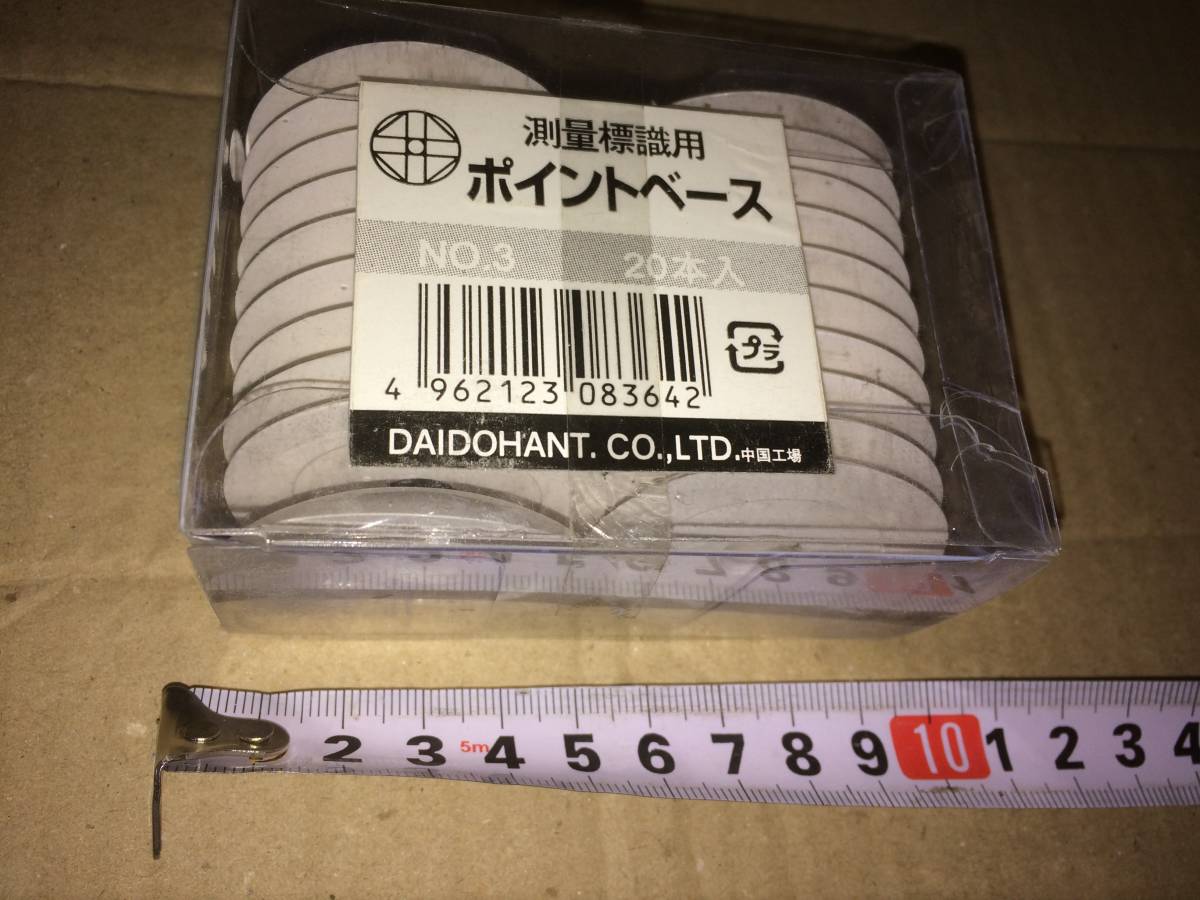 測量標識用
ポイントベース
NO.3 20本入
4 962123 083642
プラ
DAIDOHANT. CO.,LTD.中国工場
2 3 5m 4 5 6 7 8 9 10 1 2 3 4